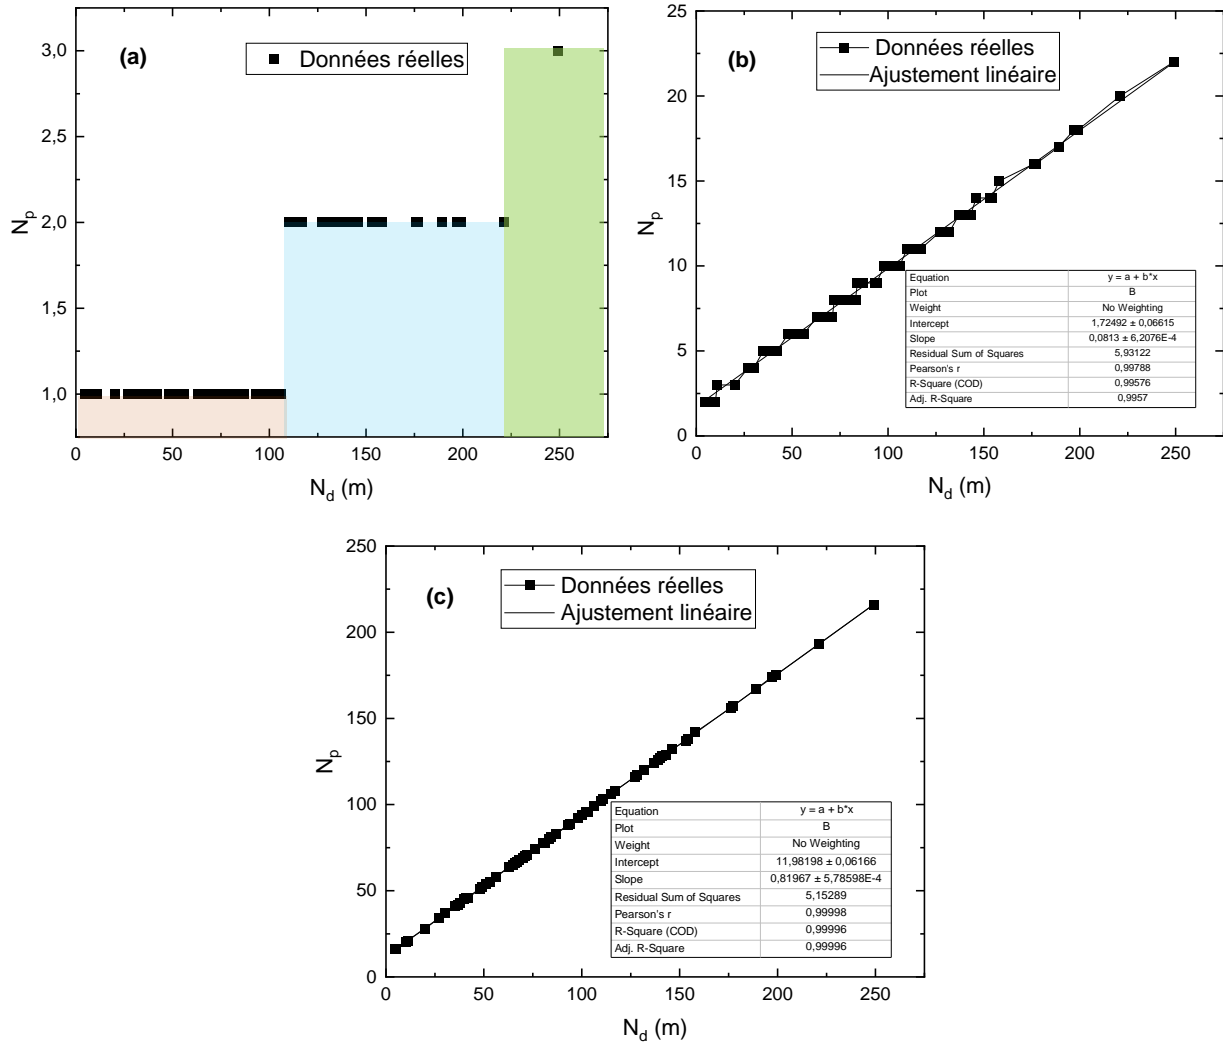 (a)
Données réelles
3,0
2,5
2,0
1,5
1,0
N_p
0 50 100 150 200 250
N_d (m)
(b)
Données réelles
Ajustement linéaire
25
20
15
10
5
0
N_p
Equation y = a + b*x
Plot B
Weight No Weighting
Intercept 1,72492 ± 0,06615
Slope 0,0813 ± 6,2076E-4
Residual Sum of Squares 5,93122
Pearson's r 0,99788
R-Square (COD) 0,99576
Adj. R-Square 0,9957
0 50 100 150 200 250
N_d (m)
(c)
Données réelles
Ajustement linéaire
250
200
150
100
50
0
N_p
Equation y = a + b*x
Plot B
Weight No Weighting
Intercept 11,98198 ± 0,06166
Slope 0,81967 ± 5,78598E-4
Residual Sum of Squares 5,15289
Pearson's r 0,99998
R-Square (COD) 0,99996
Adj. R-Square 0,99996
0 50 100 150 200 250
N_d (m)